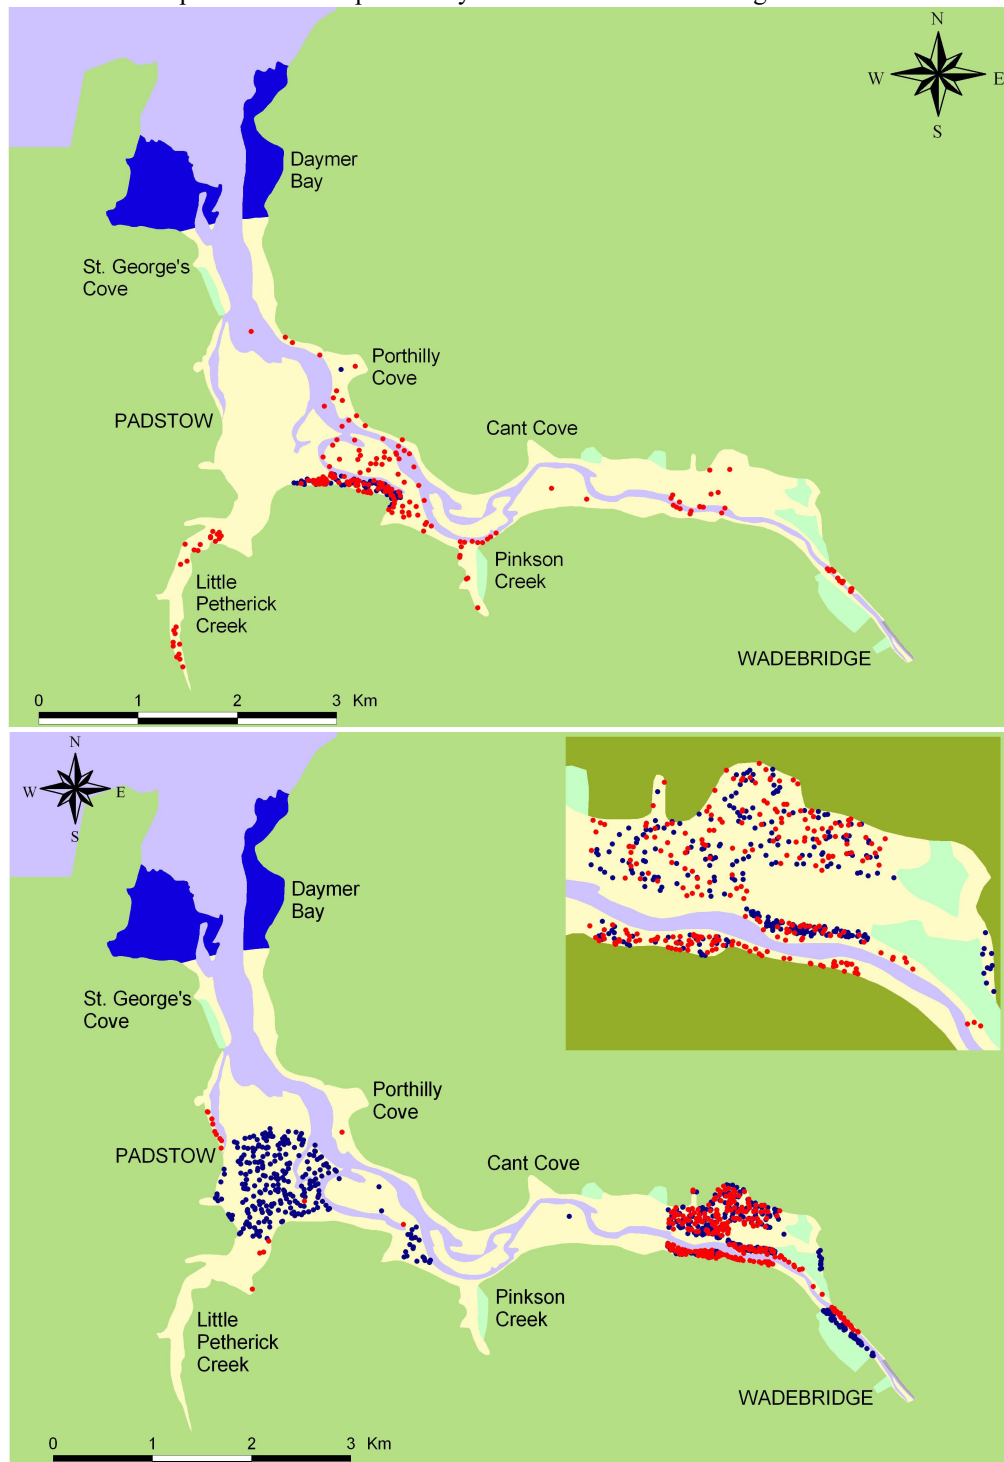 N
W E
S
Daymer
Bay
St. George's
Cove
Porthilly
Cove
PADSTOW
Cant Cove
Pinkson
Creek
Little
Petherick
Creek
WADEBRIDGE
0 1 2 3 Km
N
W E
S
Daymer
Bay
St. George's
Cove
Porthilly
Cove
PADSTOW
Cant Cove
Pinkson
Creek
Little
Petherick
Creek
WADEBRIDGE
0 1 2 3 Km